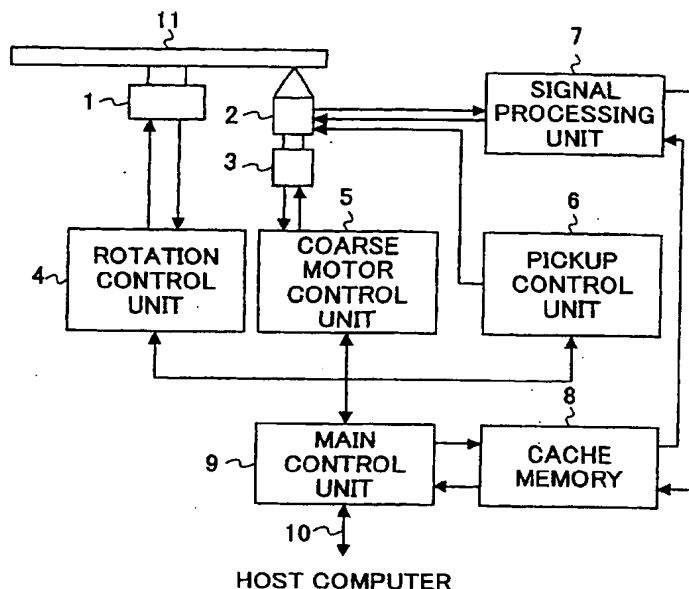 11
7
SIGNAL
PROCESSING
UNIT
1
2
3
5
6
4
ROTATION
CONTROL
UNIT
COARSE
MOTOR
CONTROL
UNIT
PICKUP
CONTROL
UNIT
8
9
MAIN
CONTROL
UNIT
CACHE
MEMORY
10
HOST COMPUTER